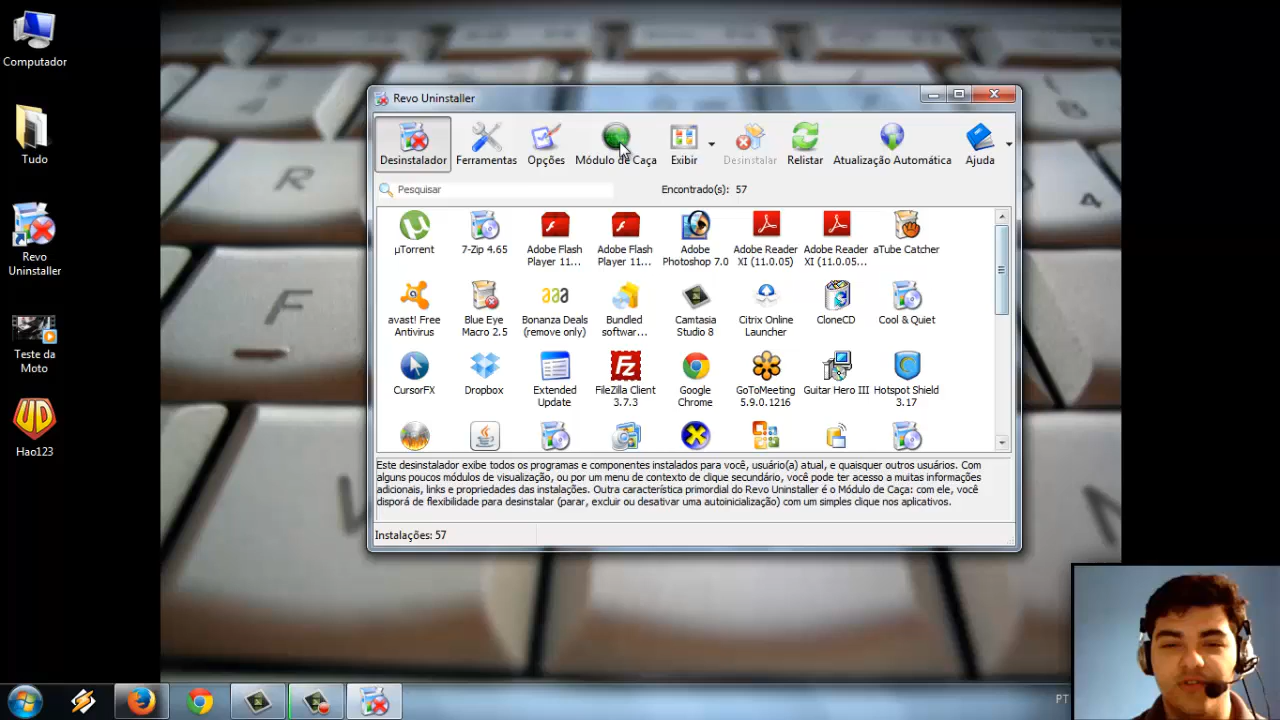 Computador
Tudo
Revo
Uninstaller
Teste da
Moto
UD
Hao123
Revo Uninstaller
Desinstalador
Ferramentas
Opções
Módulo de Caça
Exibir
Desinstalar
Relistar
Atualização Automática
Ajuda
Pesquisar
Encontrado(s): 57
µTorrent
7-Zip 4.65
Adobe Flash
Player 11...
Adobe Flash
Player 11...
Adobe
Photoshop 7.0
Adobe Reader
XI (11.0.05)
Adobe Reader
XI (11.0.05...
aTube Catcher
avast! Free
Antivirus
Blue Eye
Macro 2.5
aaa
Bonanza Deals
(remove only)
Bundled
softwar...
Camtasia
Studio 8
Citrix Online
Launcher
CloneCD
Cool & Quiet
CursorFX
Dropbox
Extended
Update
Fz
FileZilla Client
3.7.3
Google
Chrome
GoToMeeting
5.9.0.1216
Guitar Hero III
Hotspot Shield
3.17
Este desinstalador exibe todos os programas e componentes instalados para você, usuário(a) atual, e quaisquer outros usuários. Com
alguns poucos módulos de visualização, ou por um menu de contexto de clique secundário, você pode ter acesso a muitas informações
adicionais, links e propriedades das instalações. Outra característica primordial do Revo Uninstaller é o Módulo de Caça: com ele, você
disporá de flexibilidade para desinstalar (parar, excluir ou desativar uma autoinicialização) com um simples clique nos aplicativos.
Instalações: 57
R
F
PT